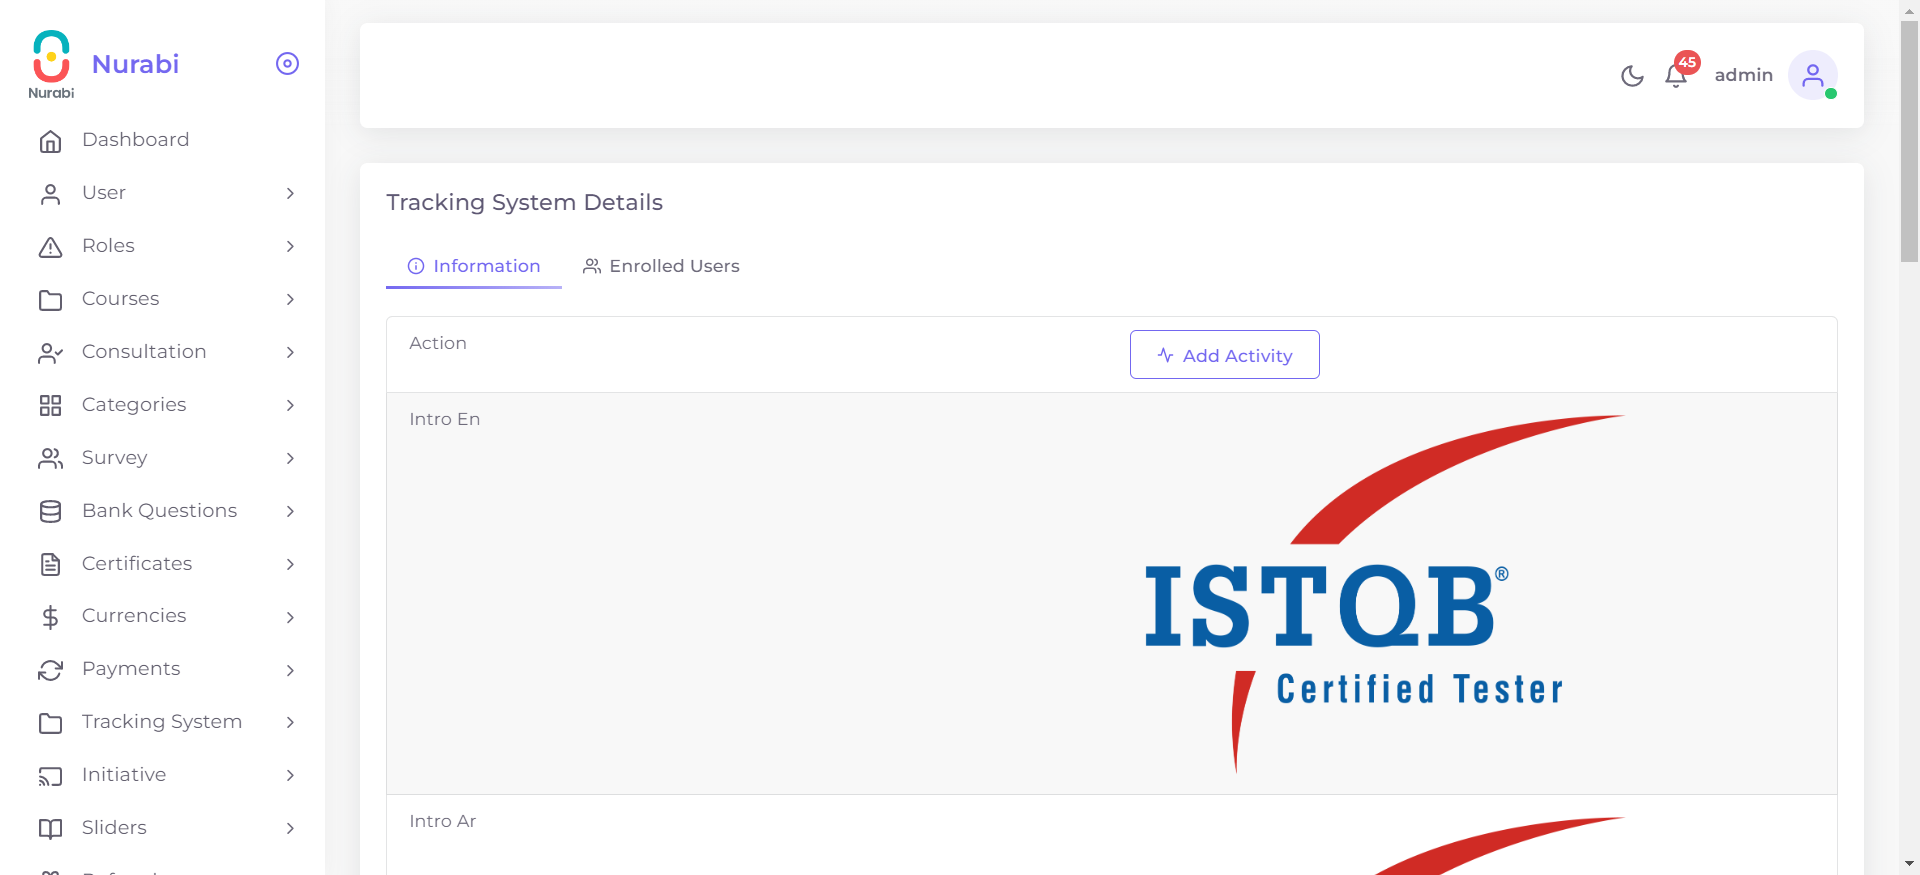 Nurabi
Nurabi
45
admin
Dashboard
User
Roles
Courses
Consultation
Categories
Survey
Bank Questions
Certificates
Currencies
Payments
Tracking System
Initiative
Sliders
Tracking System Details
Information
Enrolled Users
Action
Add Activity
Intro En
ISTQB®
Certified Tester
Intro Ar